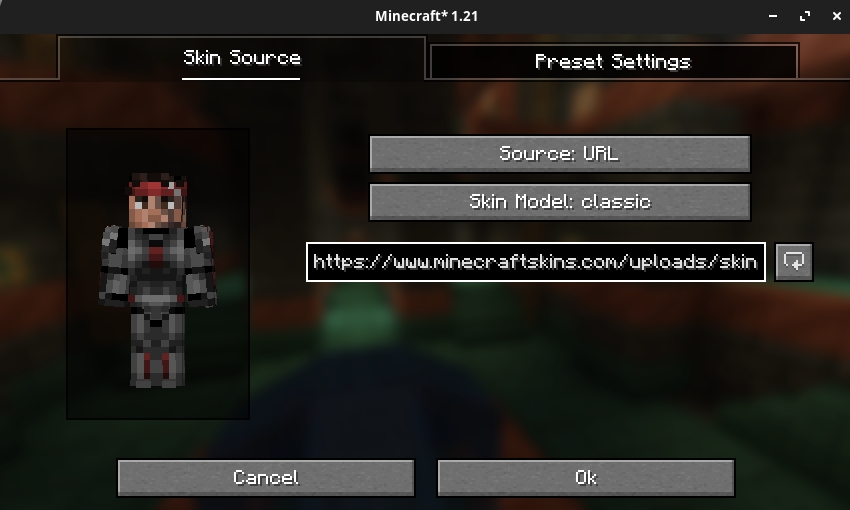 Minecraft* 1.21
Skin Source
Preset Settings
Source: URL
Skin Model: classic
https://www.minecraftskins.com/uploads/skin
Cancel
Ok